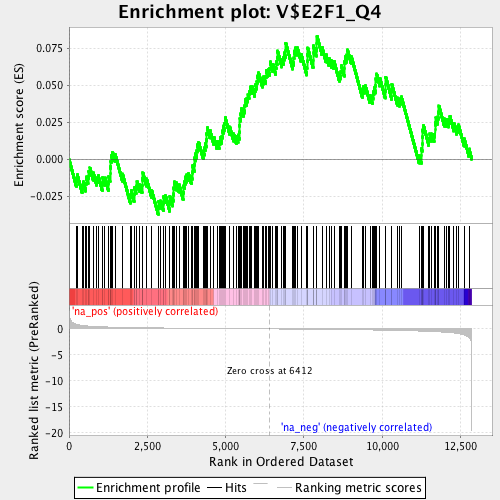 Enrichment plot: V$E2F1_Q4
Enrichment score (ES)
0.075
0.050
0.025
0.000
-0.025
'na_pos' (positively correlated)
Ranked list metric (PreRanked)
0
-5
-10
-15
-20
Zero cross at 6412
'na_neg' (negatively correlated)
0
2,500
5,000
7,500
10,000
12,500
Rank in Ordered Dataset
Enrichment profile
Hits
Ranking metric scores